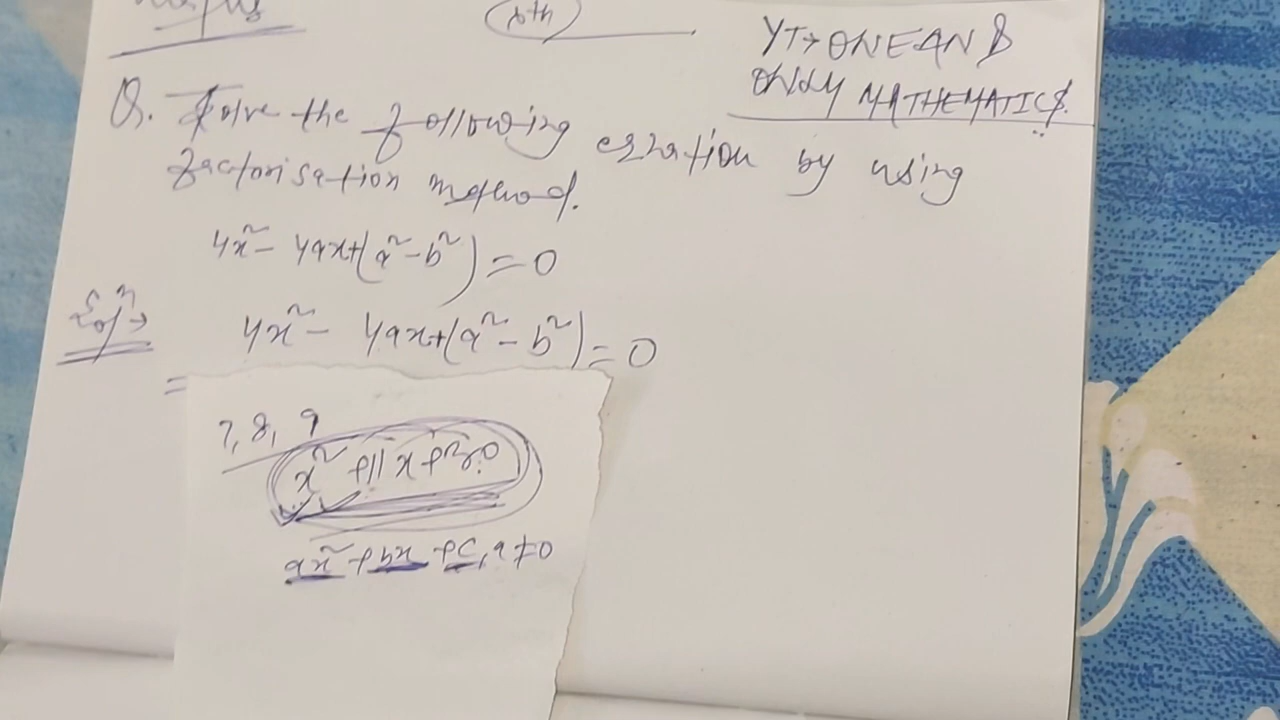 YT→ ONE AND
ONLY MATHEMATICS.
Q. Solve the following equation by using
factorisation method.
4x² - 4ax + (a² - b²) = 0
Solⁿ→
4x² - 4ax + (a² - b²) = 0
=
7, 8, 9
ax² + bx + c, a ≠ 0